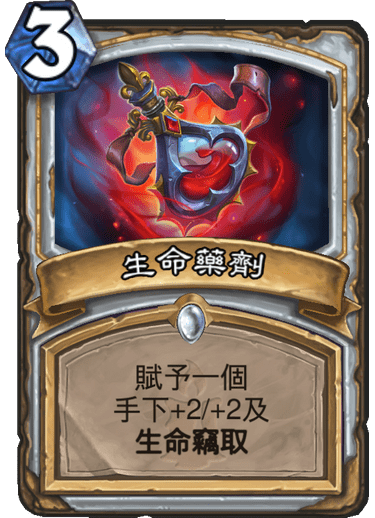 3
生命藥劑
賦予一個
手下+2/+2及
生命竊取